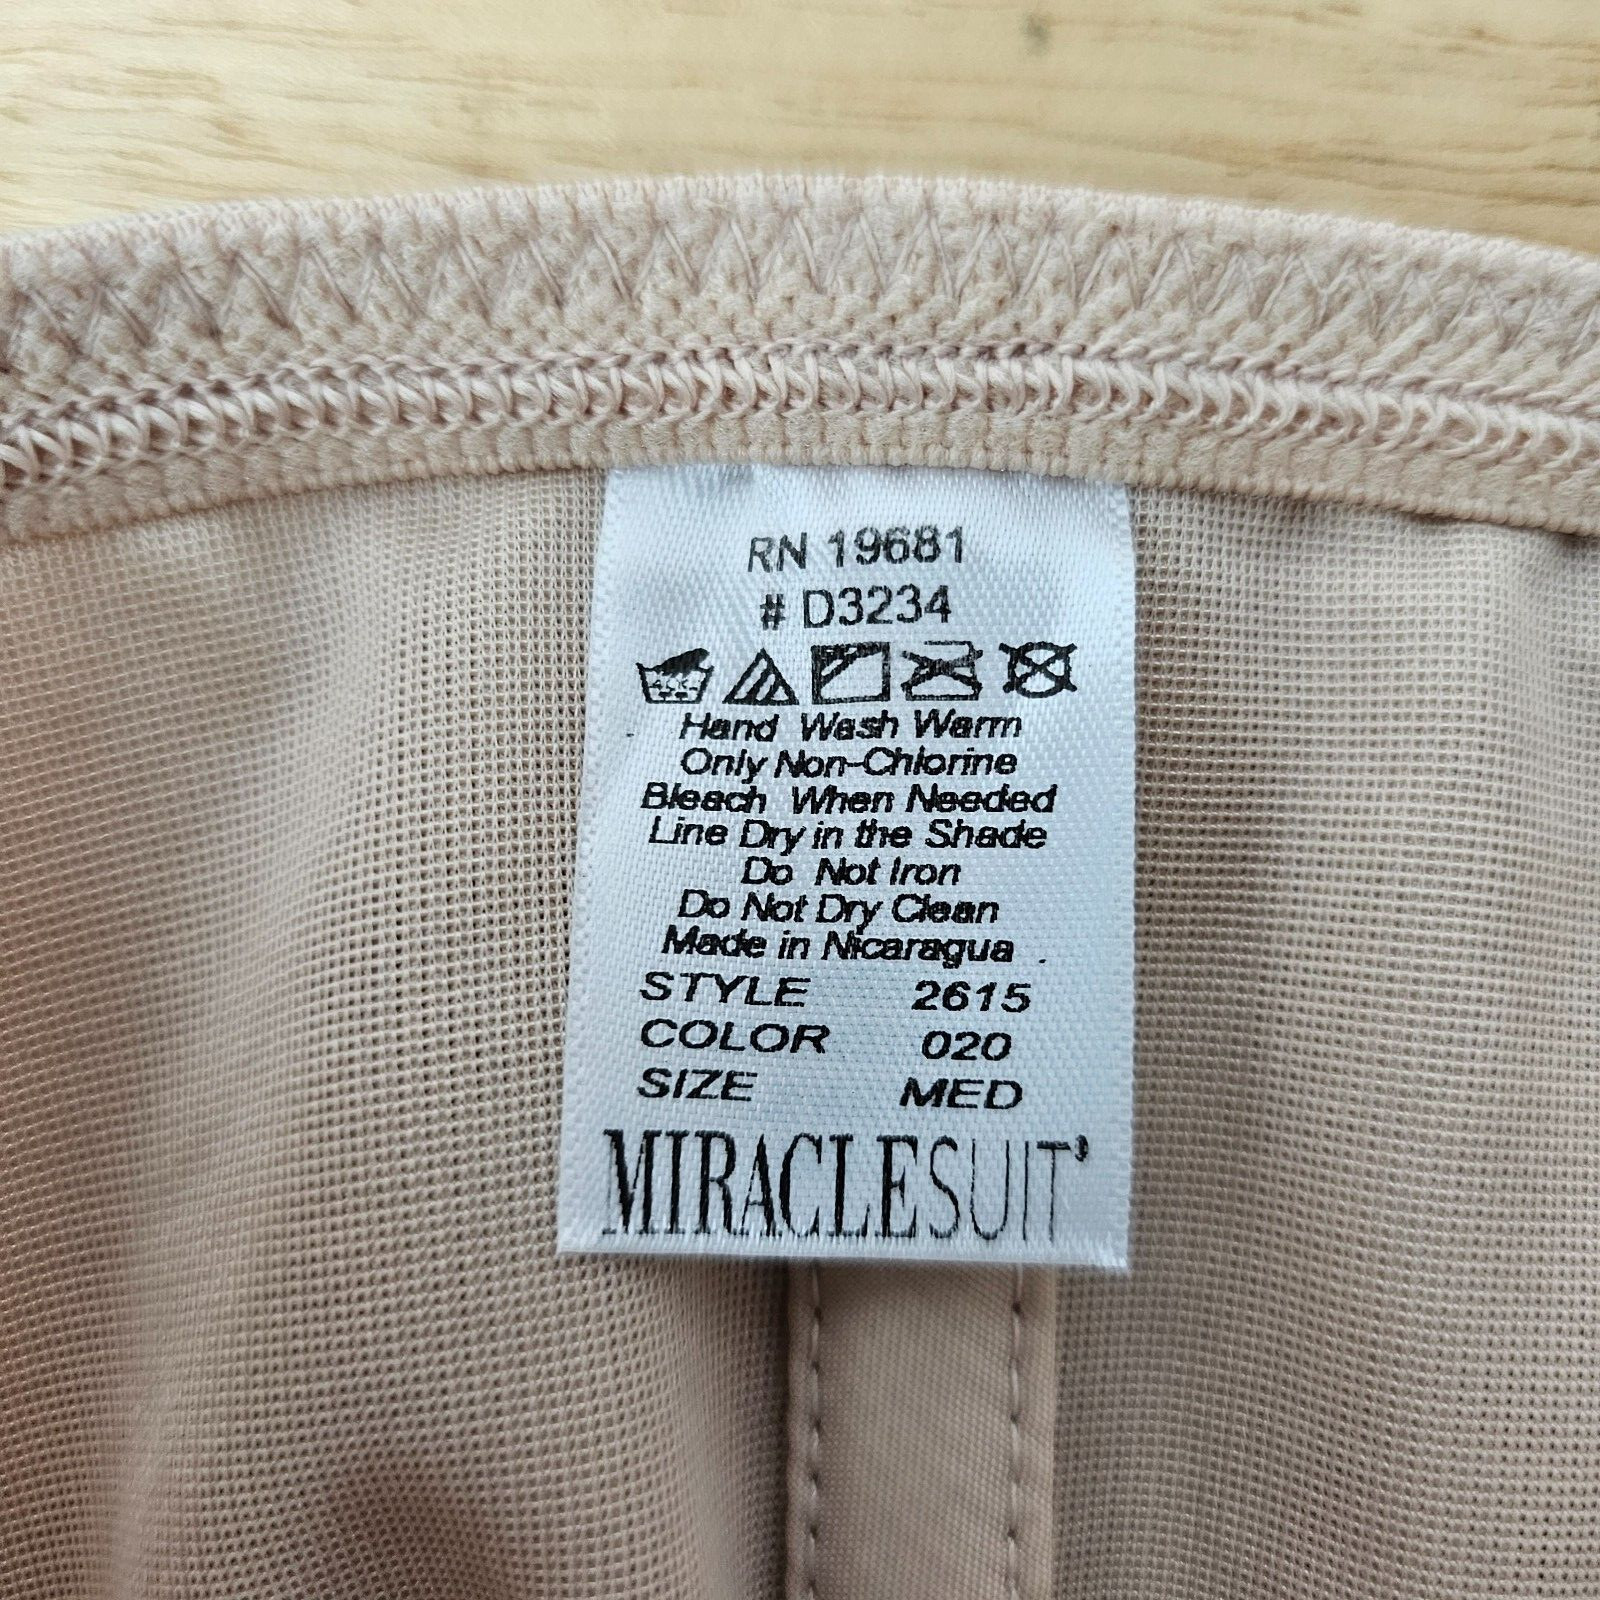 RN 19681
# D3234
Hand Wash Warm
Only Non-Chlorine
Bleach When Needed
Line Dry in the Shade
Do Not Iron
Do Not Dry Clean
Made in Nicaragua .
STYLE 2615
COLOR 020
SIZE MED
MIRACLESUIT